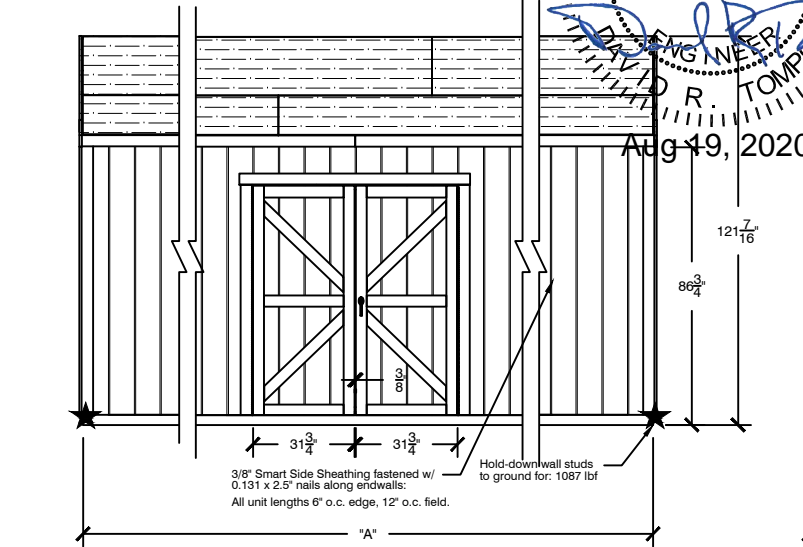 ENGINEER
DAVID R. TOMP
Aug 19, 2020
121 7/16"
86 3/4"
3/8"
31 3/4"
31 3/4"
3/8" Smart Side Sheathing fastened w/
0.131 x 2.5" nails along endwalls:
All unit lengths 6" o.c. edge, 12" o.c. field.
Hold-down wall studs
to ground for: 1087 lbf
"A"